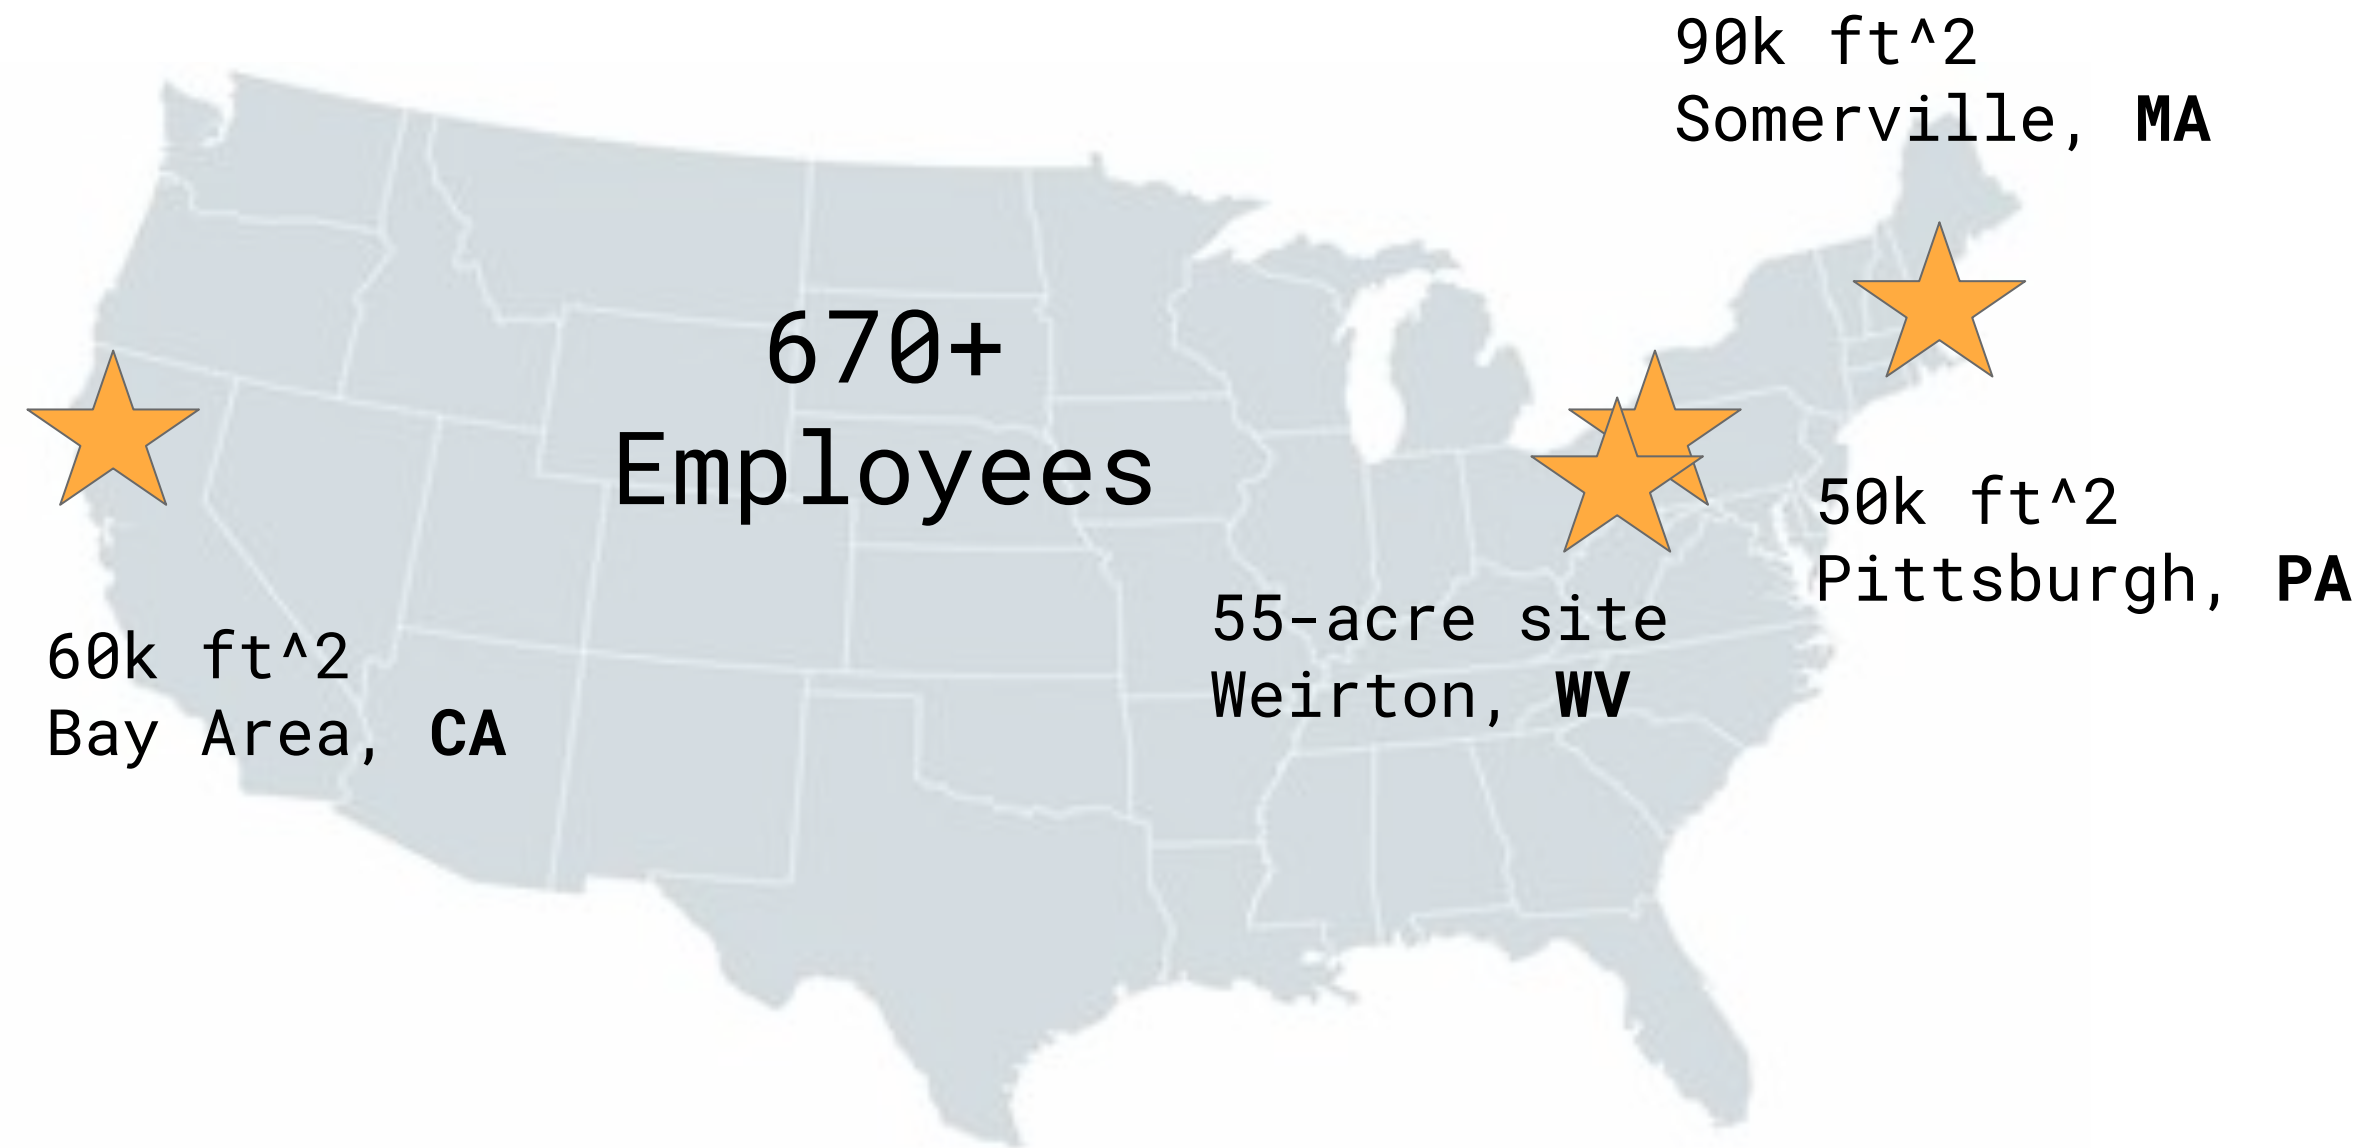 90k ft^2
Somerville, MA
670+
Employees
50k ft^2
Pittsburgh, PA
55-acre site
Weirton, WV
60k ft^2
Bay Area, CA